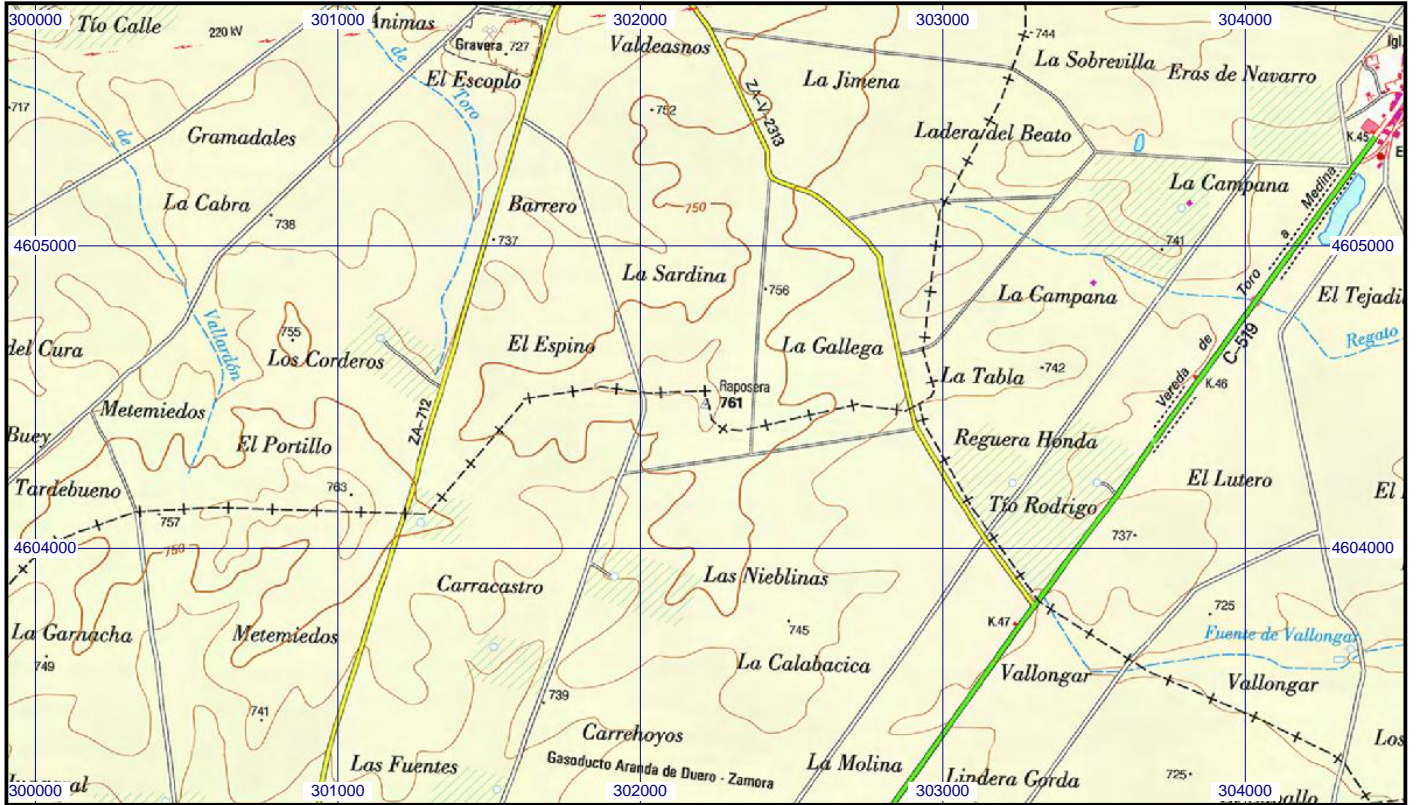 300000
301000
302000
303000
304000
Tío Calle
220 kV
Ánimas
de
Gravera
727
Valdeasnos
744
La Sobrevilla
Eras de Navarro
Igl.
El Escoplo
La Jimena
717
de
Toro
752
ZA-V-2313
Gramadales
Ladera del Beato
K.45
E
La Cabra
738
Barrero
750
La Campana
Medina
a
4605000
737
741
4605000
La Sardina
756
La Campana
Toro
El Tejadi
Vallardón
755
del Cura
Los Corderos
El Espino
La Gallega
de
C-519
Regato
La Tabla
742
Vereda
K.46
Raposera
761
Metemiedos
ZA-712
Buey
El Portillo
Reguera Honda
Tardebueno
763
El Lutero
El
757
Tío Rodrigo
737
4604000
750
4604000
Carracastro
Las Nieblinas
La Garnacha
Metemiedos
745
K.47
725
Fuente de Vallongar
749
La Calabacica
Vallongar
Vallongar
741
739
Carrehoyos
Los
Gasoducto Aranda de Duero - Zamora
Las Fuentes
La Molina
Lindera Gorda
725
300000
301000
302000
303000
304000